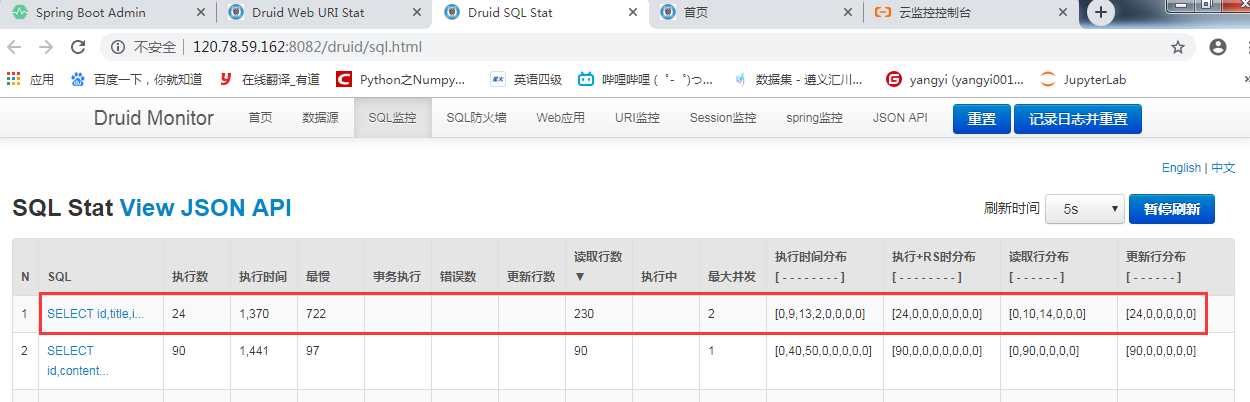 Spring Boot Admin
Druid Web URI Stat
Druid SQL Stat
首页
云监控控制台
不安全 | 120.78.59.162:8082/druid/sql.html
应用
百度一下，你就知道
在线翻译_有道
Python之Numpy...
英语四级
哔哩哔哩 ( ゜- ゜)つ...
数据集 - 遵义汇川...
yangyi (yangyi001...
JupyterLab
Druid Monitor 首页 数据源 SQL监控 SQL防火墙 Web应用 URI监控 Session监控 spring监控 JSON API 重置 记录日志并重置
English | 中文
SQL Stat View JSON API 刷新时间 5s 暂停刷新
N SQL 执行数 执行时间 最慢 事务执行 错误数 更新行数 读取行数 ▼ 执行中 最大并发 执行时间分布 [ - - - - - - - - ] 执行+RS时分布 [ - - - - - - - - ] 读取行分布 [ - - - - - - ] 更新行分布 [ - - - - - - ]
1 SELECT id,title,i... 24 1,370 722 230 2 [0,9,13,2,0,0,0,0] [24,0,0,0,0,0,0,0] [0,10,14,0,0,0] [24,0,0,0,0,0]
2 SELECT 90 1,441 97 90 1 [0,40,50,0,0,0,0,0] [90,0,0,0,0,0,0,0] [0,90,0,0,0,0] [90,0,0,0,0,0]
id,content...